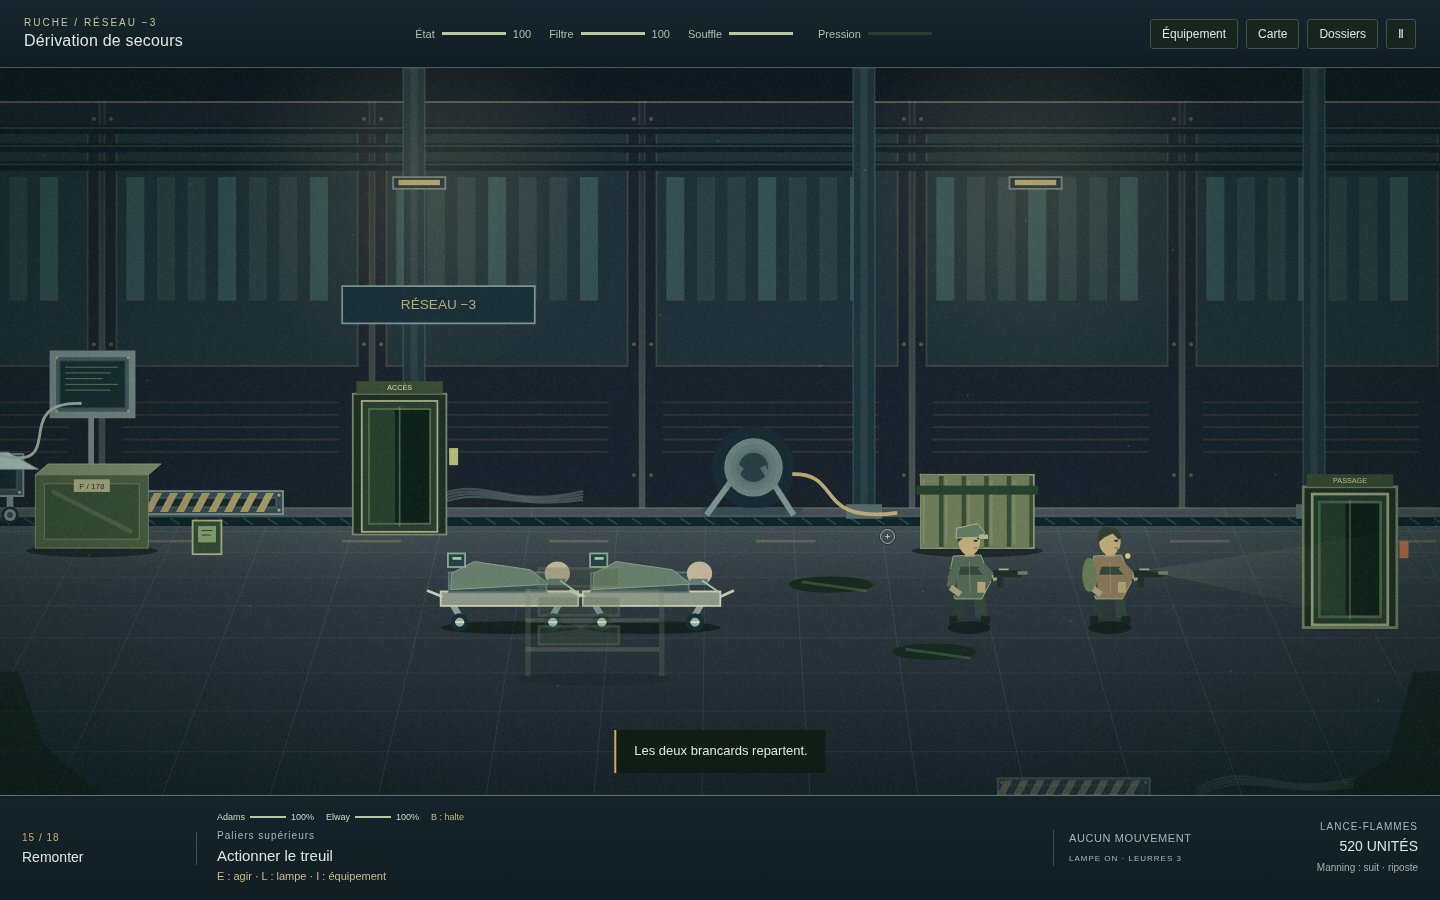 RUCHE / RÉSEAU −3
Dérivation de secours
État 100 Filtre 100 Souffle Pression
Équipement Carte Dossiers II
RÉSEAU −3
ACCÈS
F / 178
PASSAGE
Les deux brancards repartent.
15 / 18
Remonter
Adams 100% Elway 100% B : halte
Paliers supérieurs
Actionner le treuil
E : agir · L : lampe · I : équipement
AUCUN MOUVEMENT
LAMPE ON · LEURRES 3
LANCE-FLAMMES
520 UNITÉS
Manning : suit · riposte